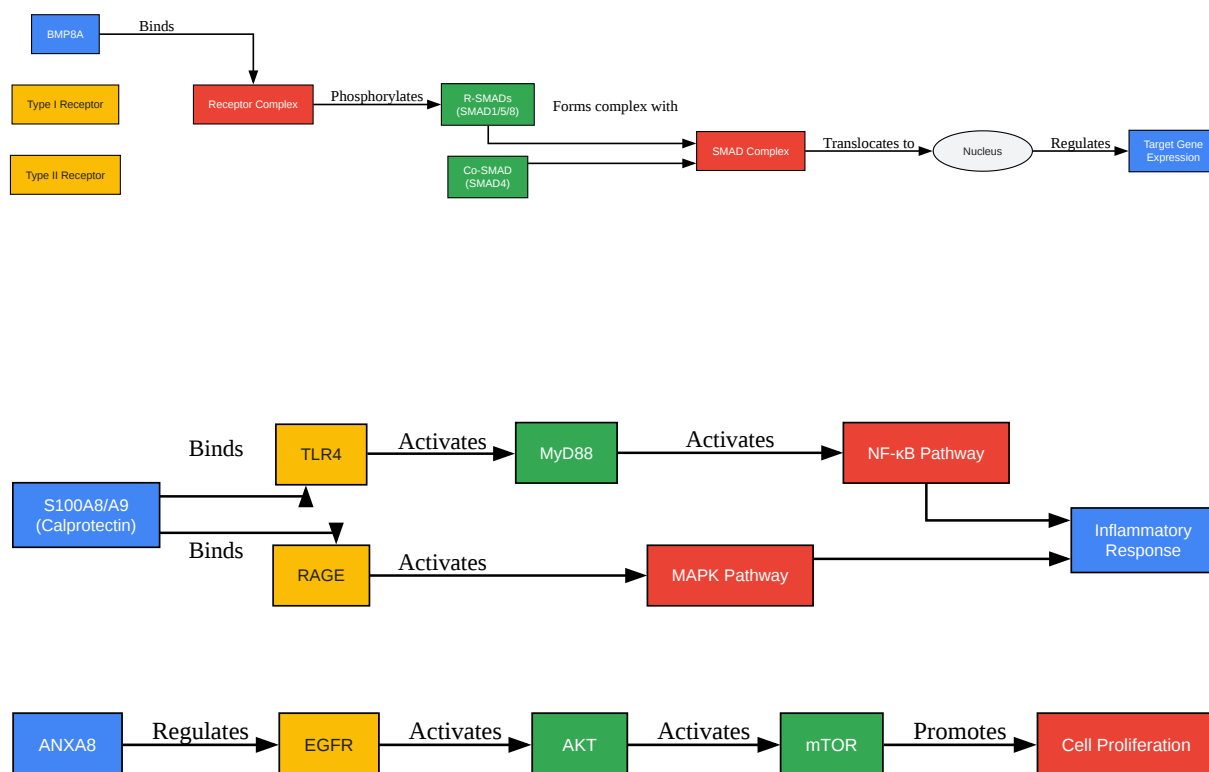 BMP8A
Binds
Type I Receptor
Receptor Complex
Phosphorylates
R-SMADs
(SMAD1/5/8)
Forms complex with
Type II Receptor
Co-SMAD
(SMAD4)
SMAD Complex
Translocates to
Nucleus
Regulates
Target Gene
Expression
S100A8/A9
(Calprotectin)
Binds
TLR4
Activates
MyD88
Activates
NF-κB Pathway
Binds
RAGE
Activates
MAPK Pathway
Inflammatory
Response
ANXA8
Regulates
EGFR
Activates
AKT
Activates
mTOR
Promotes
Cell Proliferation